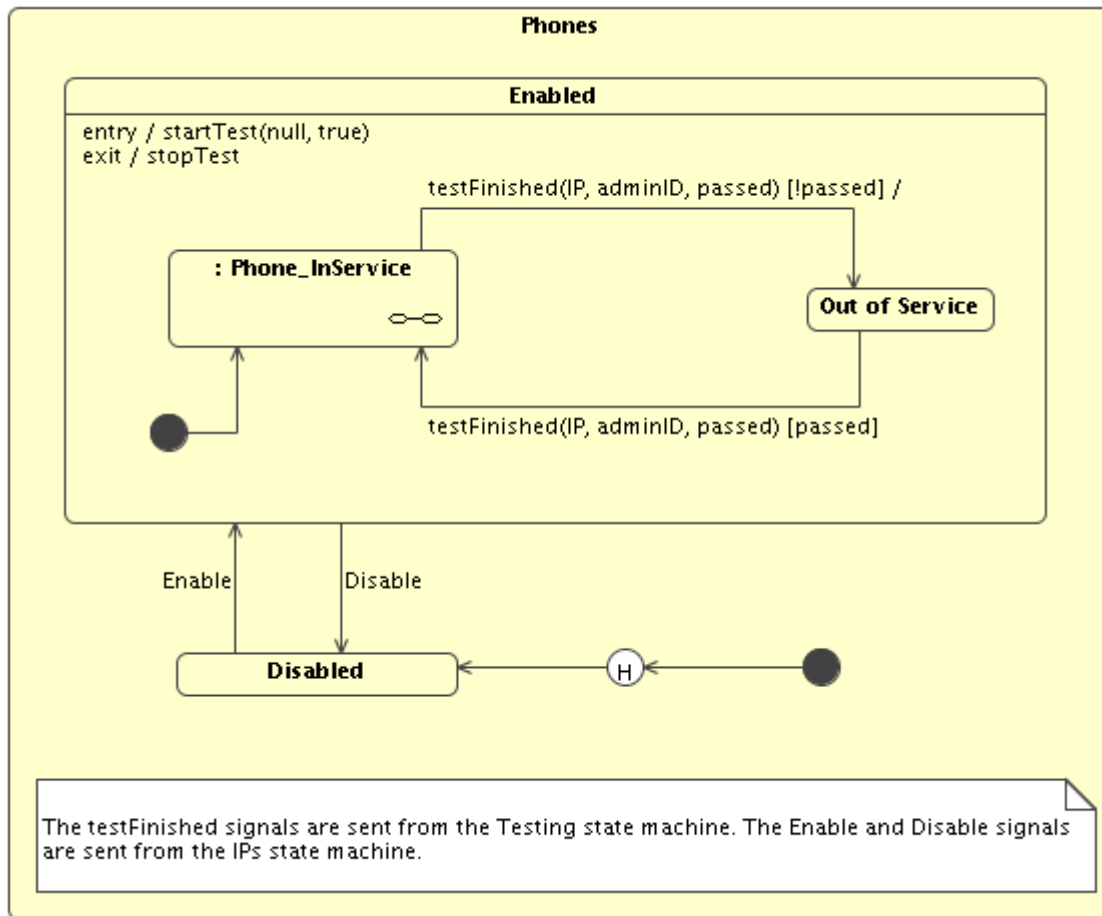 Phones
Enabled
entry / startTest(null, true)
exit / stopTest
testFinished(IP, adminID, passed) [!passed] /
: Phone_InService
Out of Service
testFinished(IP, adminID, passed) [passed]
Enable
Disable
Disabled
H
The testFinished signals are sent from the Testing state machine. The Enable and Disable signals
are sent from the IPs state machine.